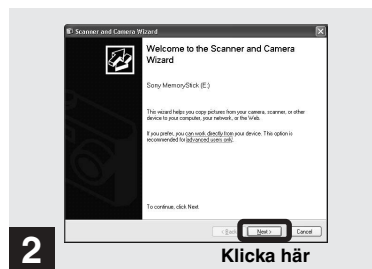 Scanner and Camera Wizard
Welcome to the Scanner and Camera
Wizard
Sony MemoryStick (E:)
This wizard helps you copy pictures from your camera, scanner, or other
device to your computer, your network, or the Web.
If you prefer, you can work directly from your device. This option is
recommended for advanced users only.
To continue, click Next.
< Back Next > Cancel
2
Klicka här